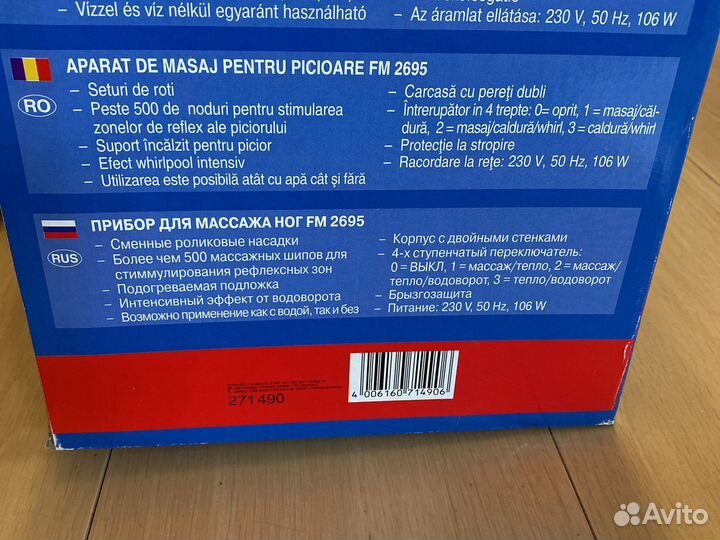 – Vízzel és víz nélkül egyaránt használható
– Az áramlat ellátása: 230 V, 50 Hz, 106 W
RO
APARAT DE MASAJ PENTRU PICIOARE FM 2695
– Seturi de roti
– Peste 500 de noduri pentru stimularea
zonelor de reflex ale piciorului
– Suport încălzit pentru picior
– Efect whirlpool intensiv
– Utilizarea este posibilă atât cu apă cât şi fără
– Carcasă cu pereţi dubli
– Întrerupător in 4 trepte: 0= oprit, 1 = masaj/căl-
dură, 2 = masaj/caldură/whirl, 3 = caldură/whirl
– Protecţie la stropire
– Racordare la reţe: 230 V, 50 Hz, 106 W
RUS
ПРИБОР ДЛЯ МАССАЖА НОГ FM 2695
– Сменные роликовые насадки
– Более чем 500 массажных шипов для
стиммулирования рефлексных зон
– Подогреваемая подложка
– Интенсивный эффект от водоворота
– Возможно применение как с водой, так и без
– Корпус с двойными стенками
– 4-х ступенчатый переключатель:
0 = ВЫКЛ, 1 = массаж/тепло, 2 = массаж/
тепло/водоворот, 3 = тепло/водоворот
– Брызгозащита
– Питание: 230 V, 50 Hz, 106 W
271 490
4 006160 714906
Avito